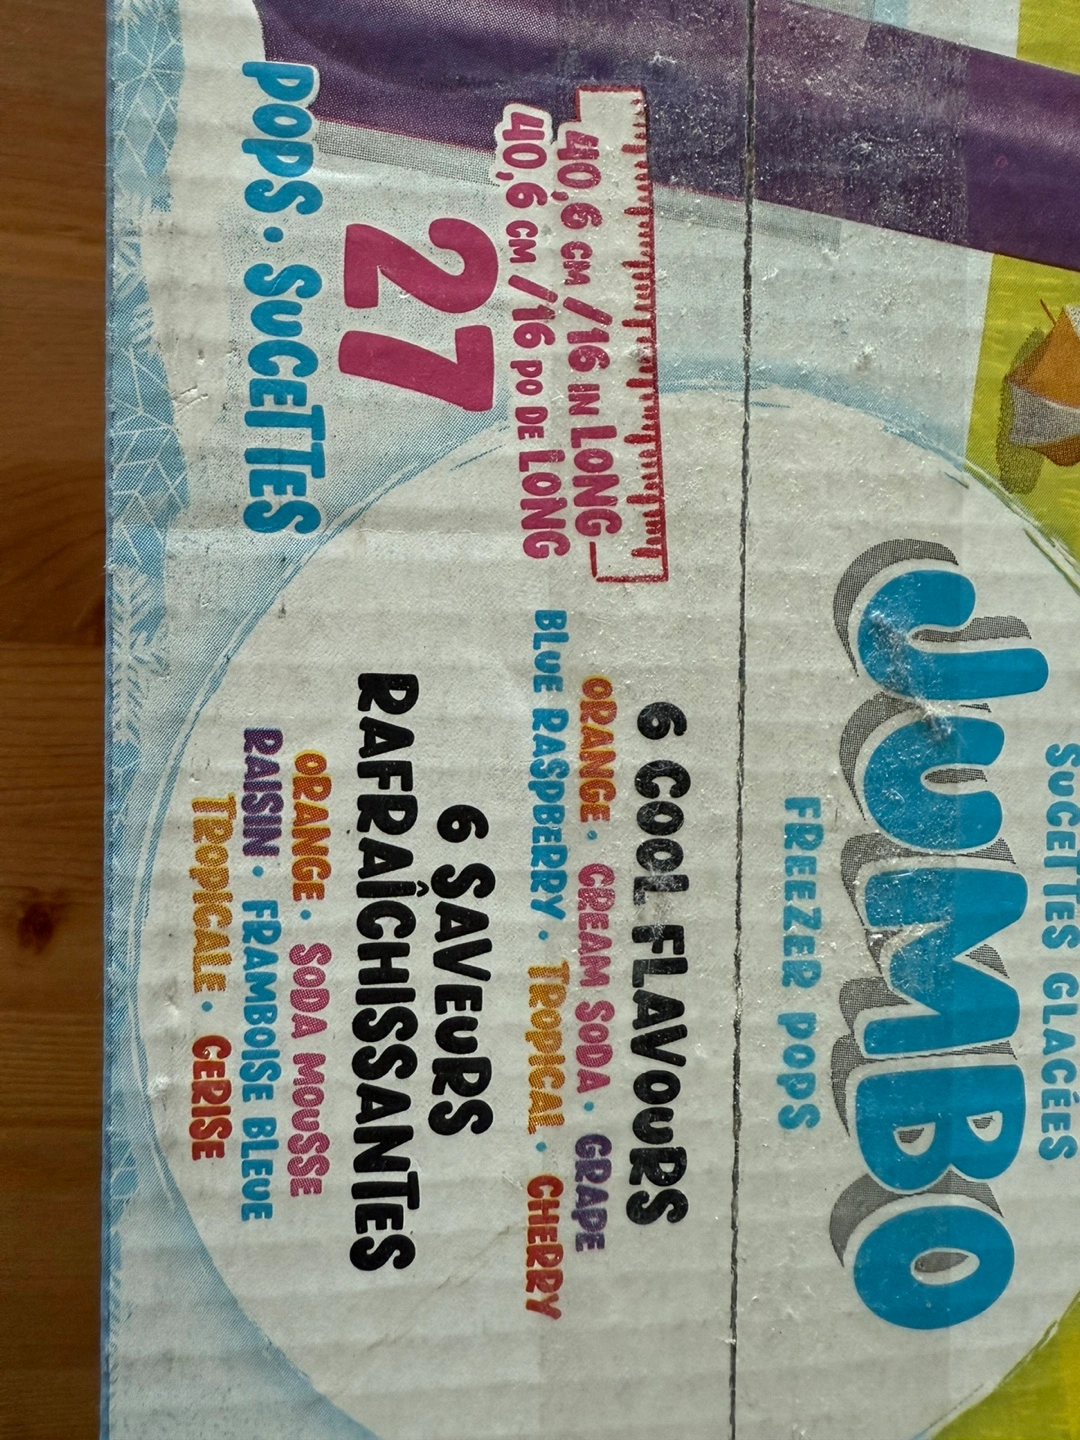 SUCETTES GLACÉES
JUMBO
FREEZER POPS
6 COOL FLAVOURS
ORANGE · CREAM SODA · GRAPE
BLUE RASPBERRY · TROPICAL · CHERRY
6 SAVEURS
RAFRAÎCHISSANTES
ORANGE · SODA MOUSSE
RAISIN · FRAMBOISE BLEUE
TROPICALE · CERISE
40,6 CM /16 IN LONG
40,6 CM /16 PO DE LONG
27
POPS · SUCETTES